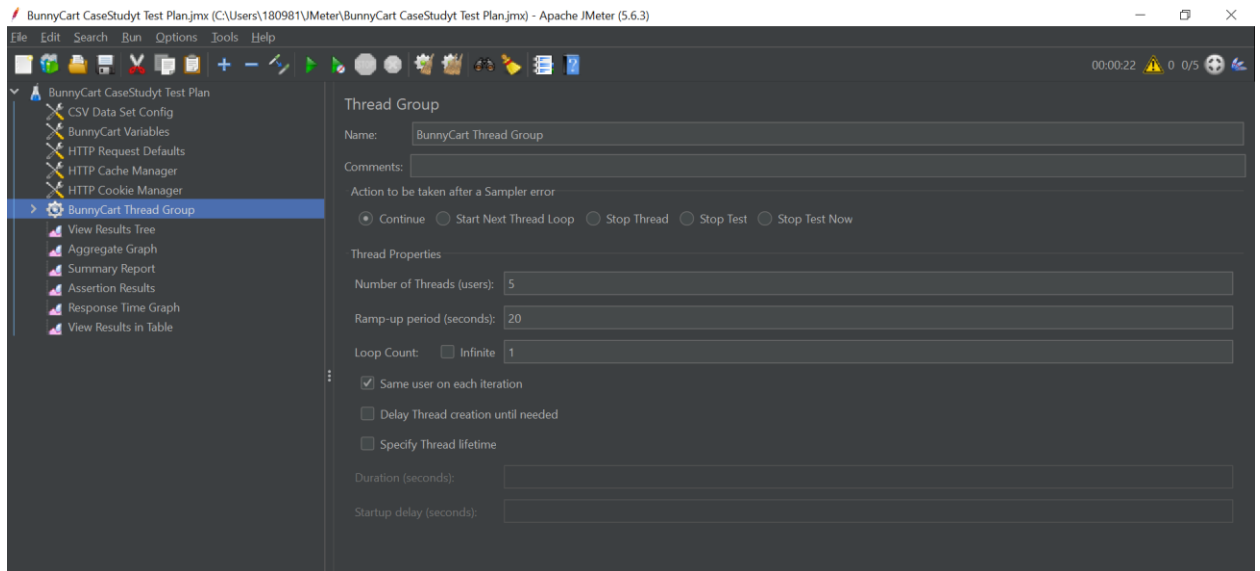 BunnyCart CaseStudyt Test Plan.jmx (C:\Users\180981\JMeter\BunnyCart CaseStudyt Test Plan.jmx) - Apache JMeter (5.6.3)
File Edit Search Run Options Tools Help
00:00:22 0 0/5
BunnyCart CaseStudyt Test Plan
CSV Data Set Config
BunnyCart Variables
HTTP Request Defaults
HTTP Cache Manager
HTTP Cookie Manager
BunnyCart Thread Group
View Results Tree
Aggregate Graph
Summary Report
Assertion Results
Response Time Graph
View Results in Table
Thread Group
Name: BunnyCart Thread Group
Comments:
Action to be taken after a Sampler error
Continue Start Next Thread Loop Stop Thread Stop Test Stop Test Now
Thread Properties
Number of Threads (users): 5
Ramp-up period (seconds): 20
Loop Count: Infinite 1
Same user on each iteration
Delay Thread creation until needed
Specify Thread lifetime
Duration (seconds):
Startup delay (seconds):